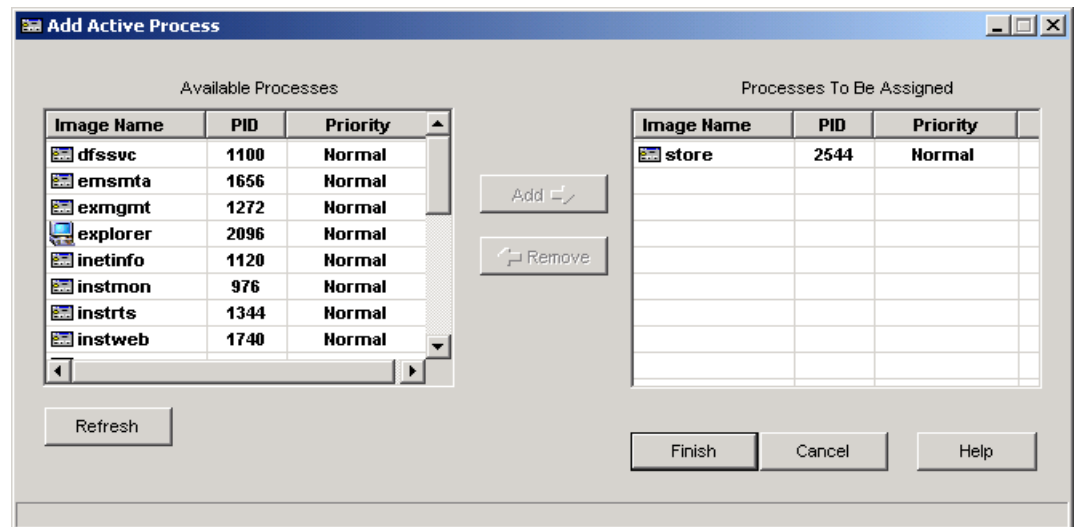 Add Active Process
Available Processes
Image Name PID Priority
dfssvc 1100 Normal
emsmta 1656 Normal
exmgmt 1272 Normal
explorer 2096 Normal
inetinfo 1120 Normal
instmon 976 Normal
instrts 1344 Normal
instweb 1740 Normal
Refresh
Add
Remove
Processes To Be Assigned
Image Name PID Priority
store 2544 Normal
Finish Cancel Help